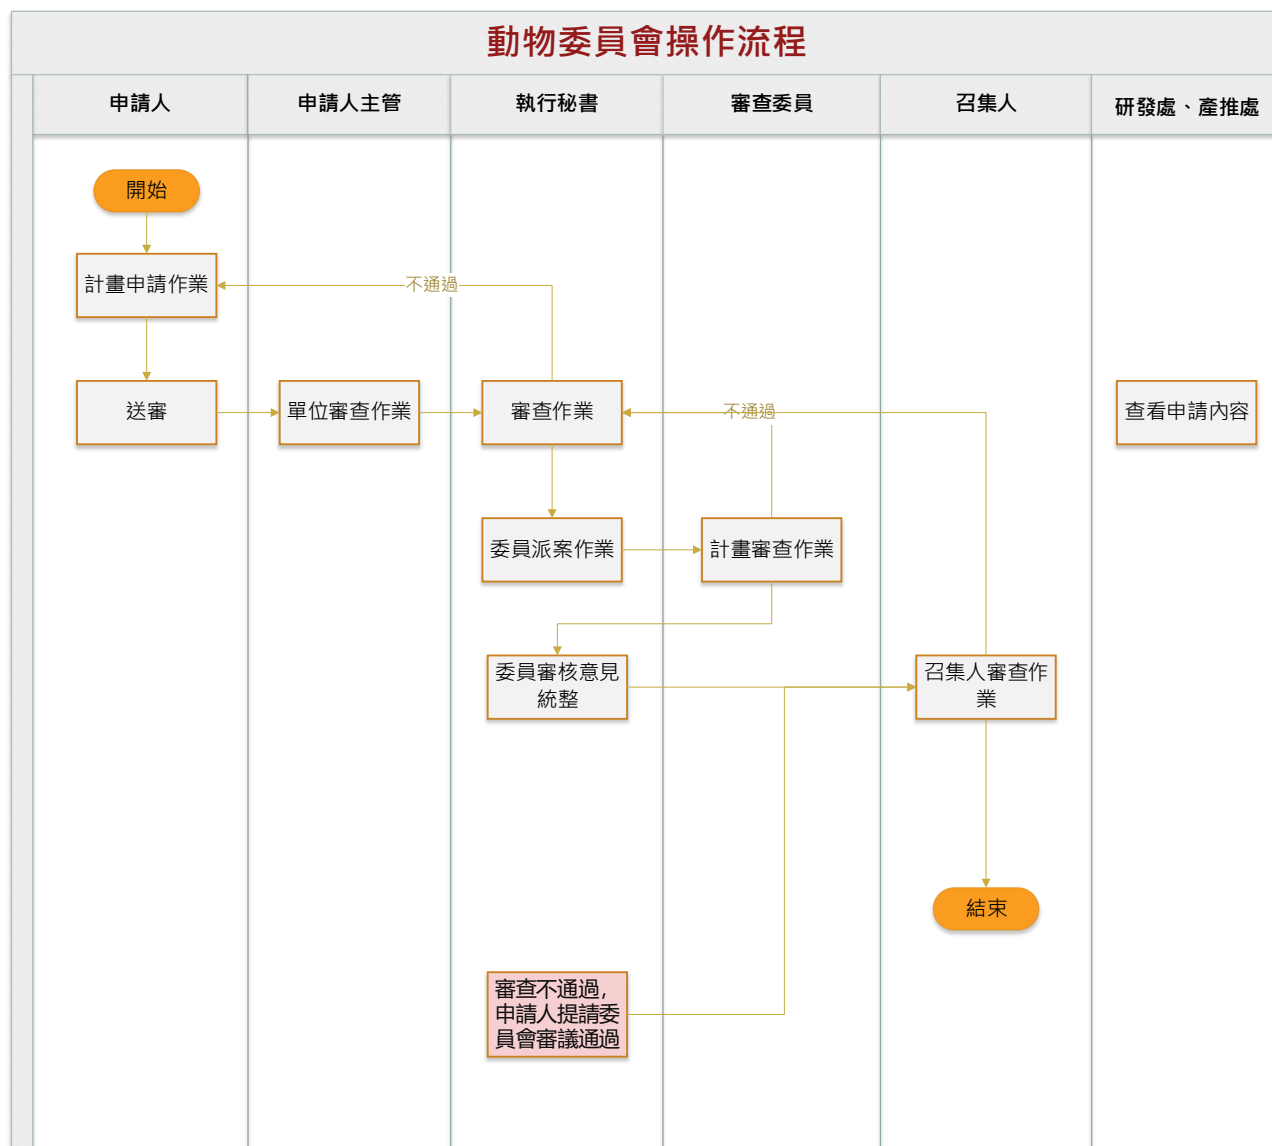 動物委員會操作流程
申請人
申請人主管
執行秘書
審查委員
召集人
研發處、產推處
開始
計畫申請作業
不通過
送審
單位審查作業
審查作業
不通過
查看申請內容
委員派案作業
計畫審查作業
委員審核意見
統整
召集人審查作
業
結束
審查不通過,
申請人提請委
員會審議通過